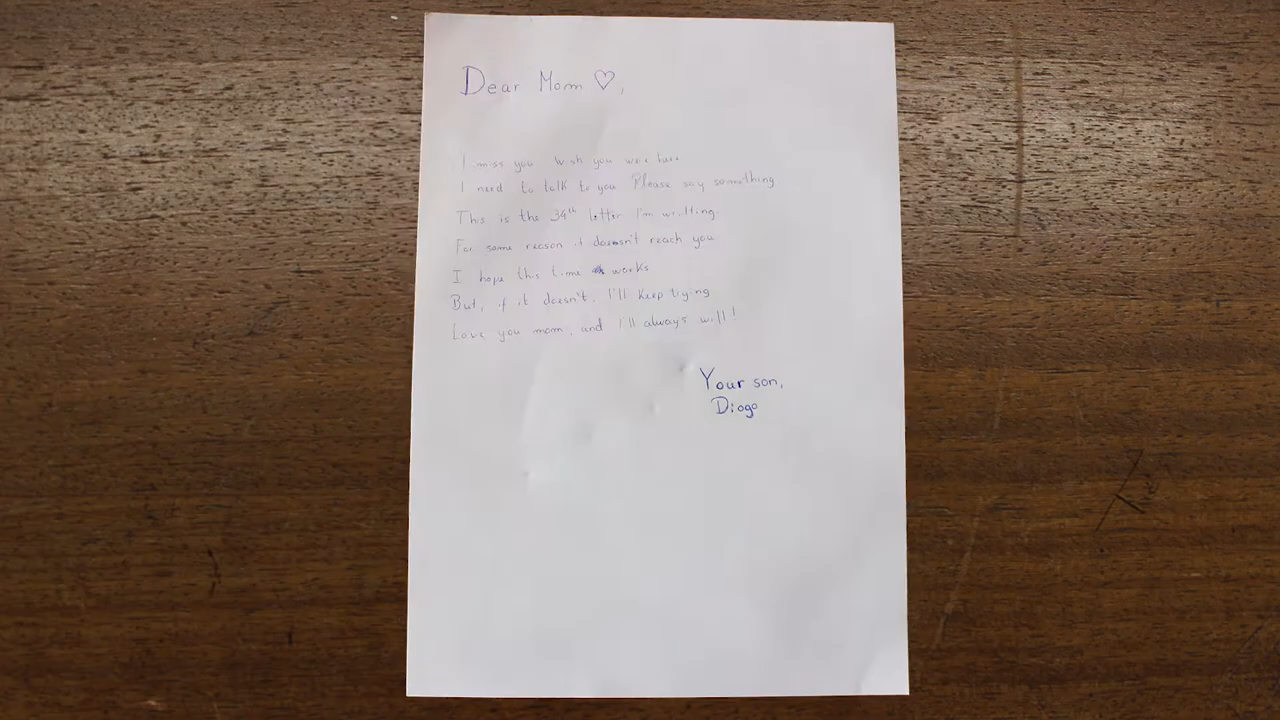 Dear Mom ♡,
I miss you Wish you were here
I need to talk to you Please say something
This is the 34th letter I'm writting.
For some reason it doesn't reach you
I hope this time works
But, if it doesn't, I'll keep trying
Love you mom, and I'll always will!
Your son,
Diogo